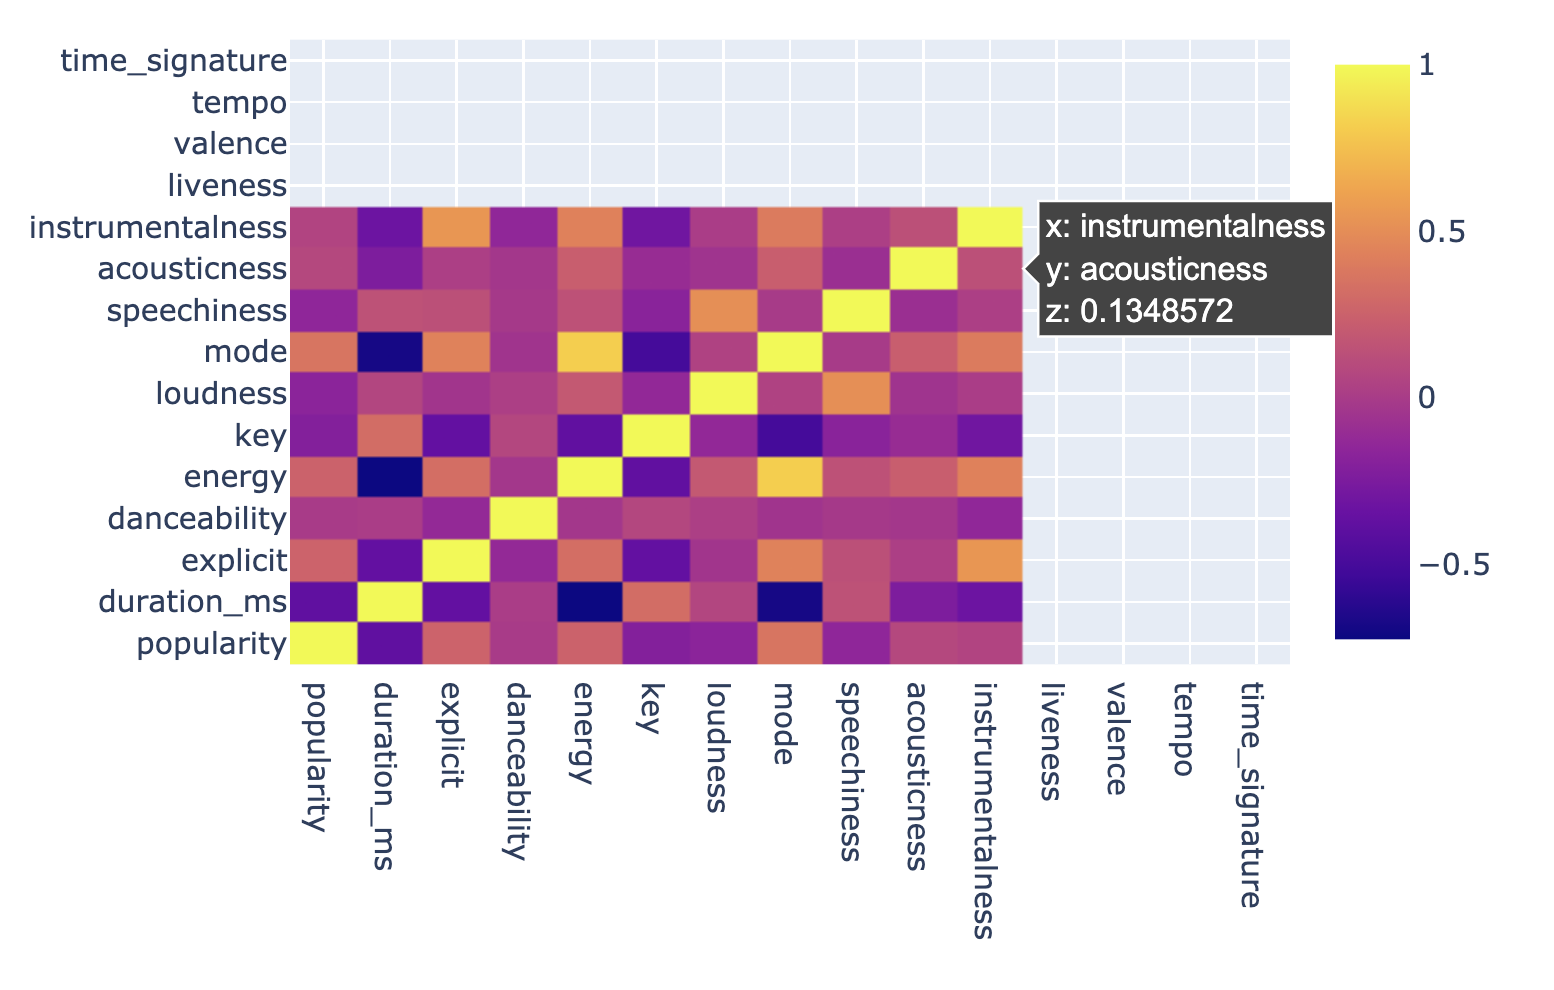 time_signature
tempo
valence
liveness
instrumentalness
acousticness
speechiness
mode
loudness
key
energy
danceability
explicit
duration_ms
popularity
popularity
duration_ms
explicit
danceability
energy
key
loudness
mode
speechiness
acousticness
instrumentalness
liveness
valence
tempo
time_signature
x: instrumentalness
y: acousticness
z: 0.1348572
1
0.5
0
−0.5